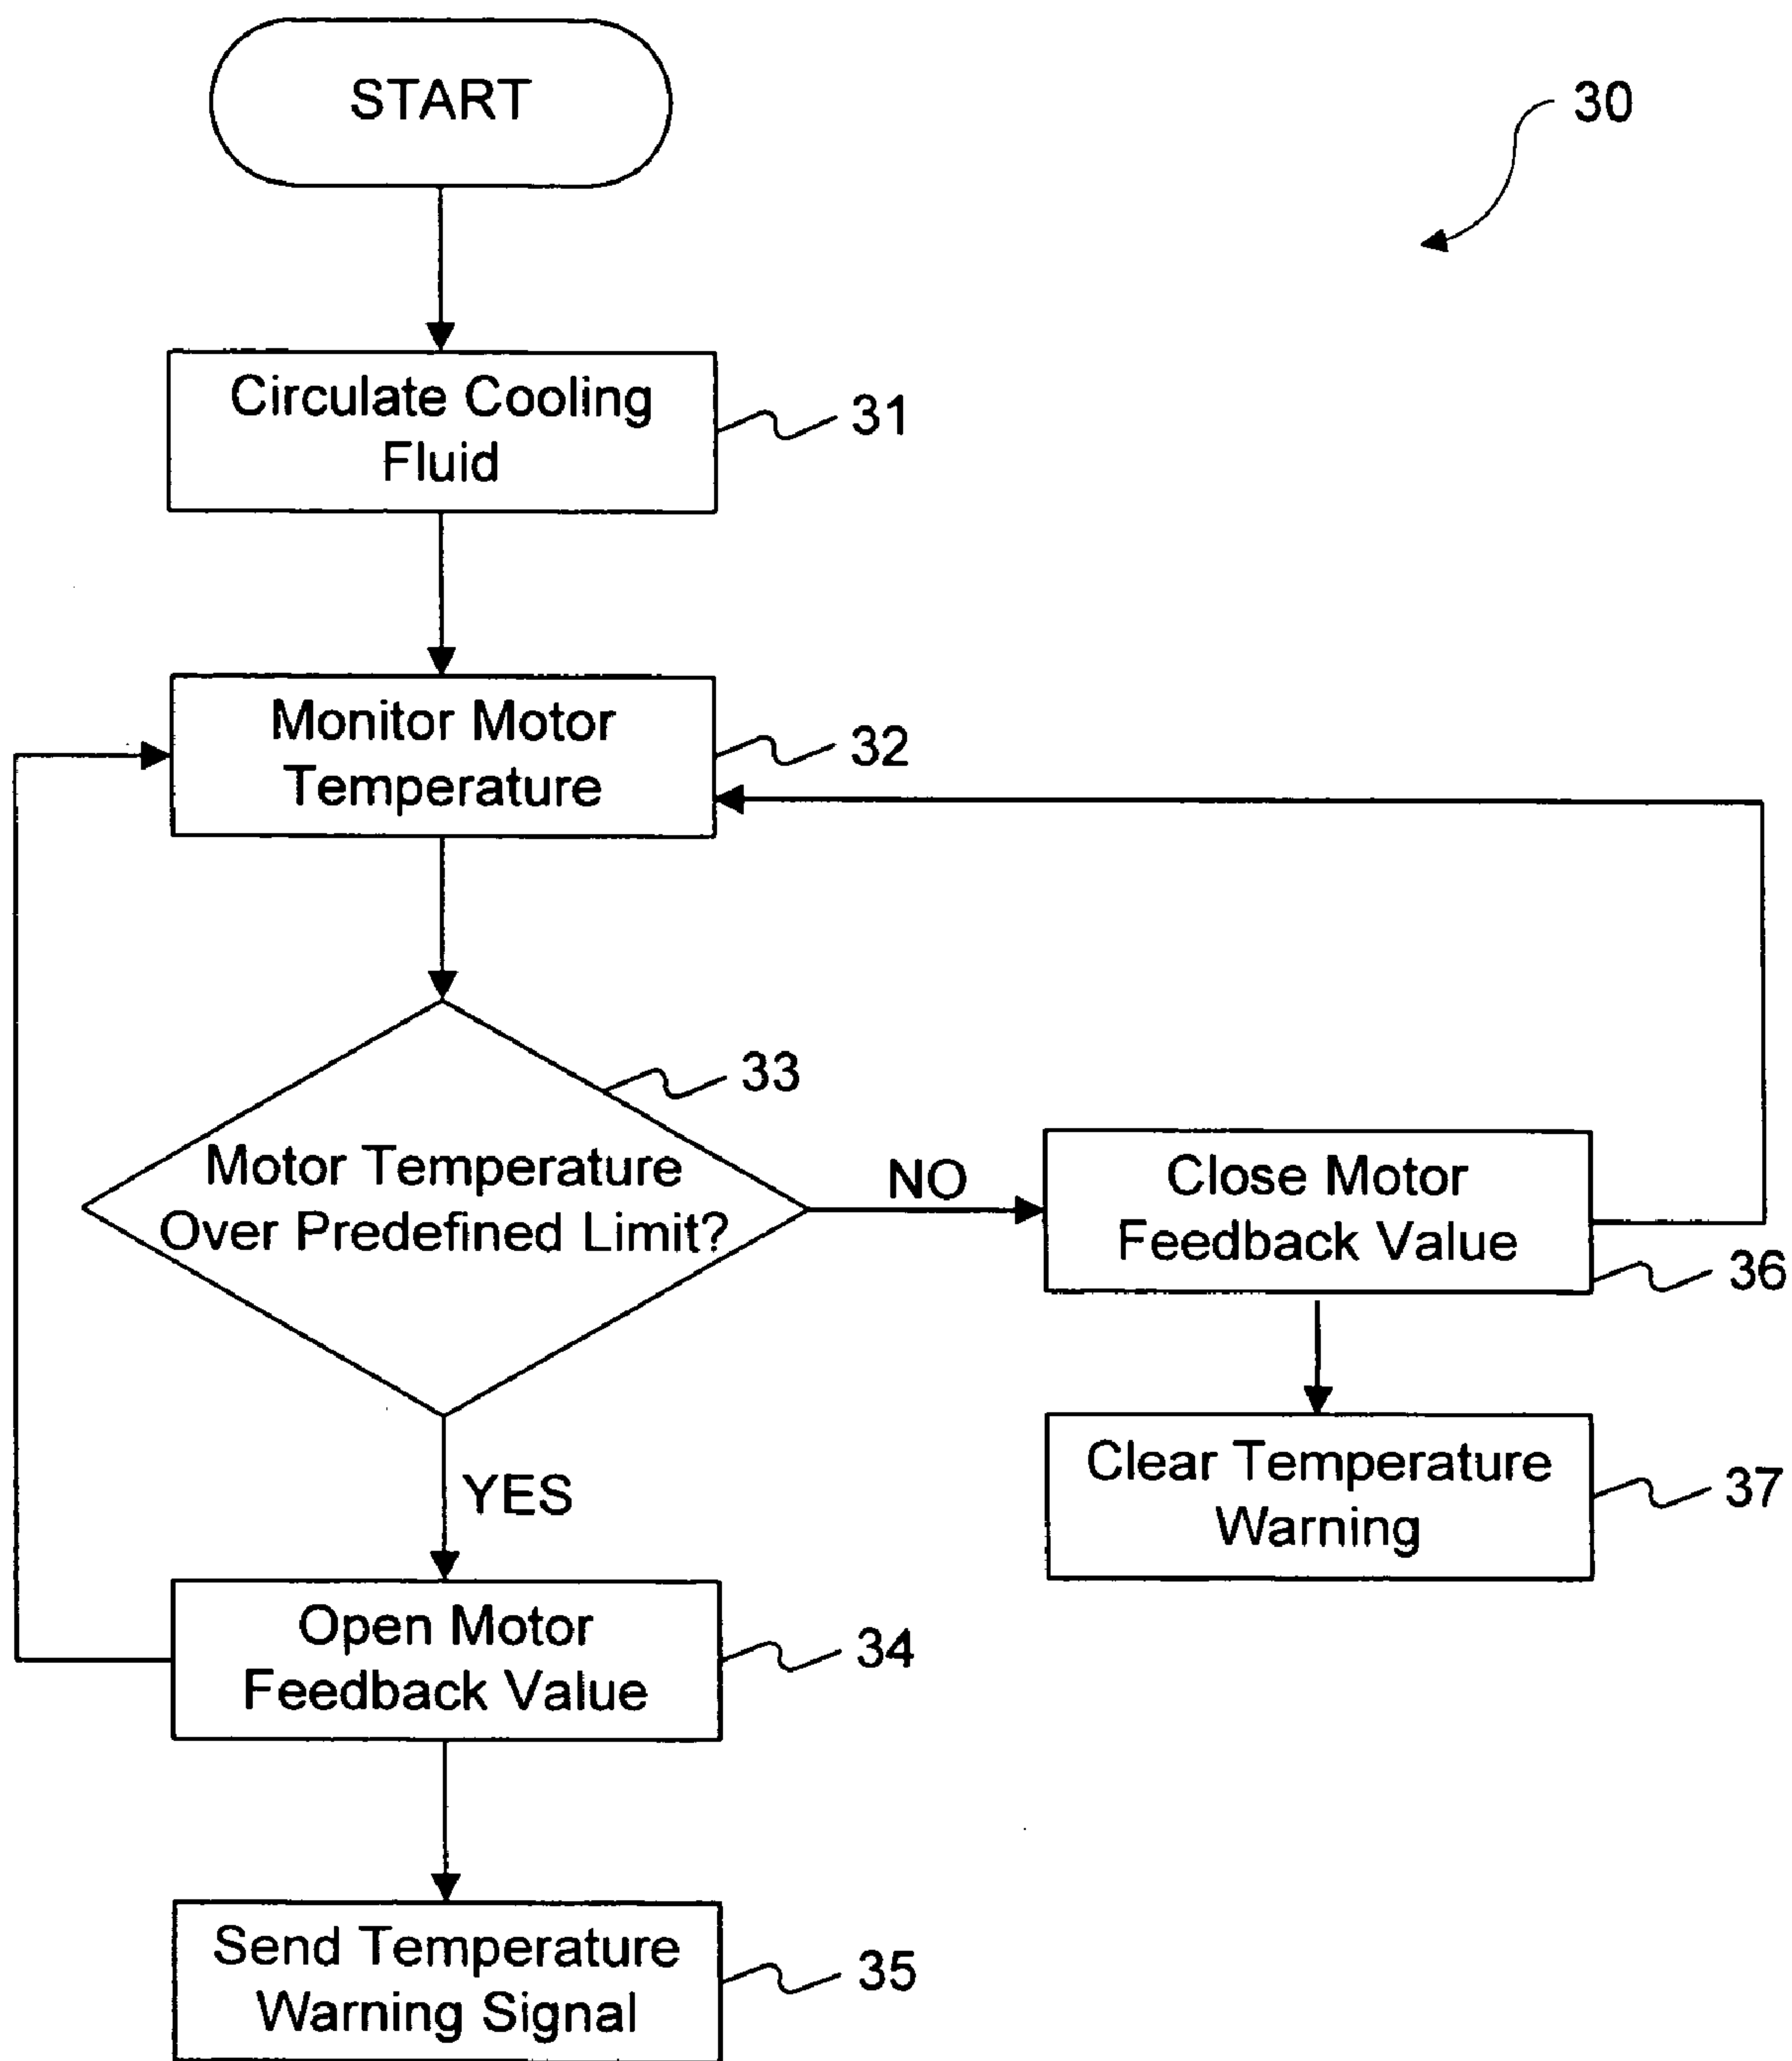 START
30
Circulate Cooling
Fluid
31
Monitor Motor
Temperature
32
33
Motor Temperature
Over Predefined Limit?
NO
Close Motor
Feedback Value
36
YES
Clear Temperature
Warning
37
Open Motor
Feedback Value
34
Send Temperature
Warning Signal
35